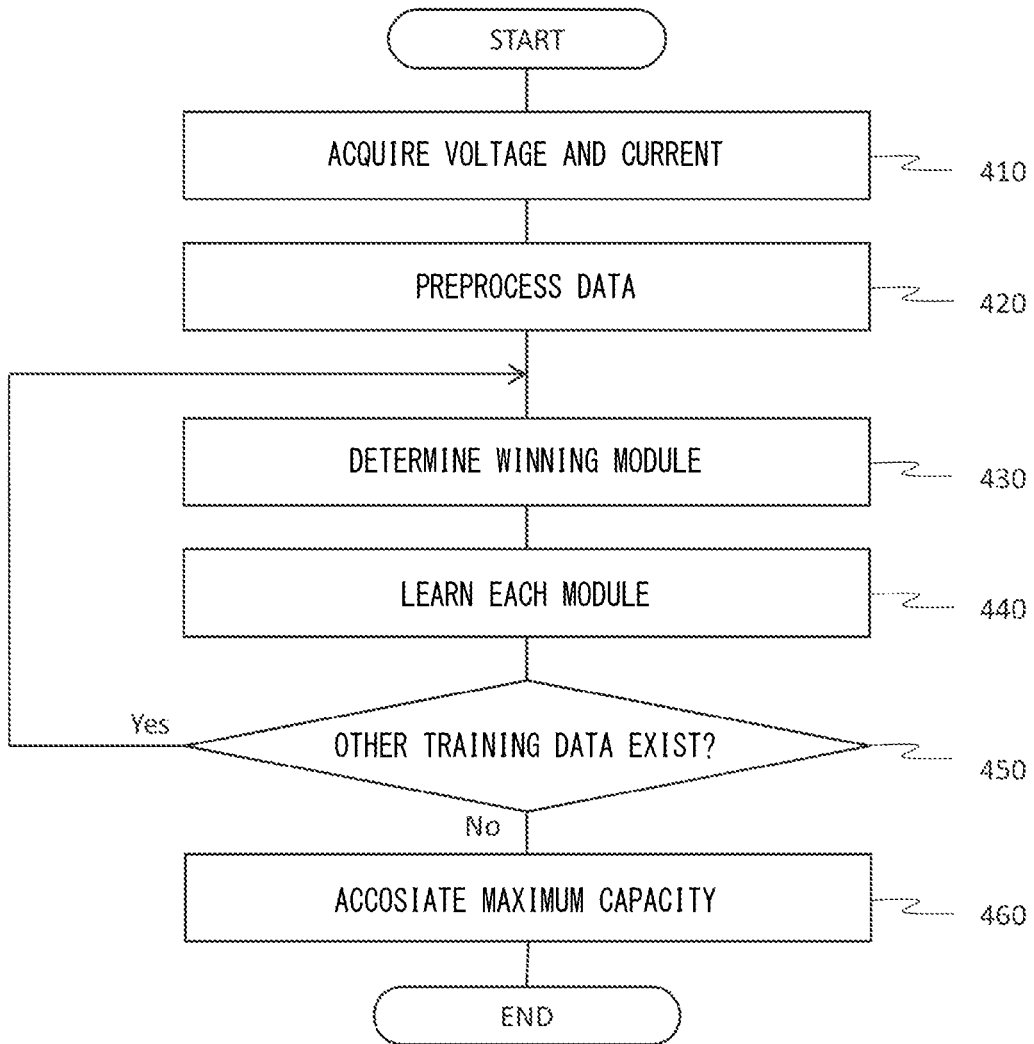 START
ACQUIRE VOLTAGE AND CURRENT
410
PREPROCESS DATA
420
DETERMINE WINNING MODULE
430
LEARN EACH MODULE
440
Yes
OTHER TRAINING DATA EXIST?
450
No
ACCOSIATE MAXIMUM CAPACITY
460
END